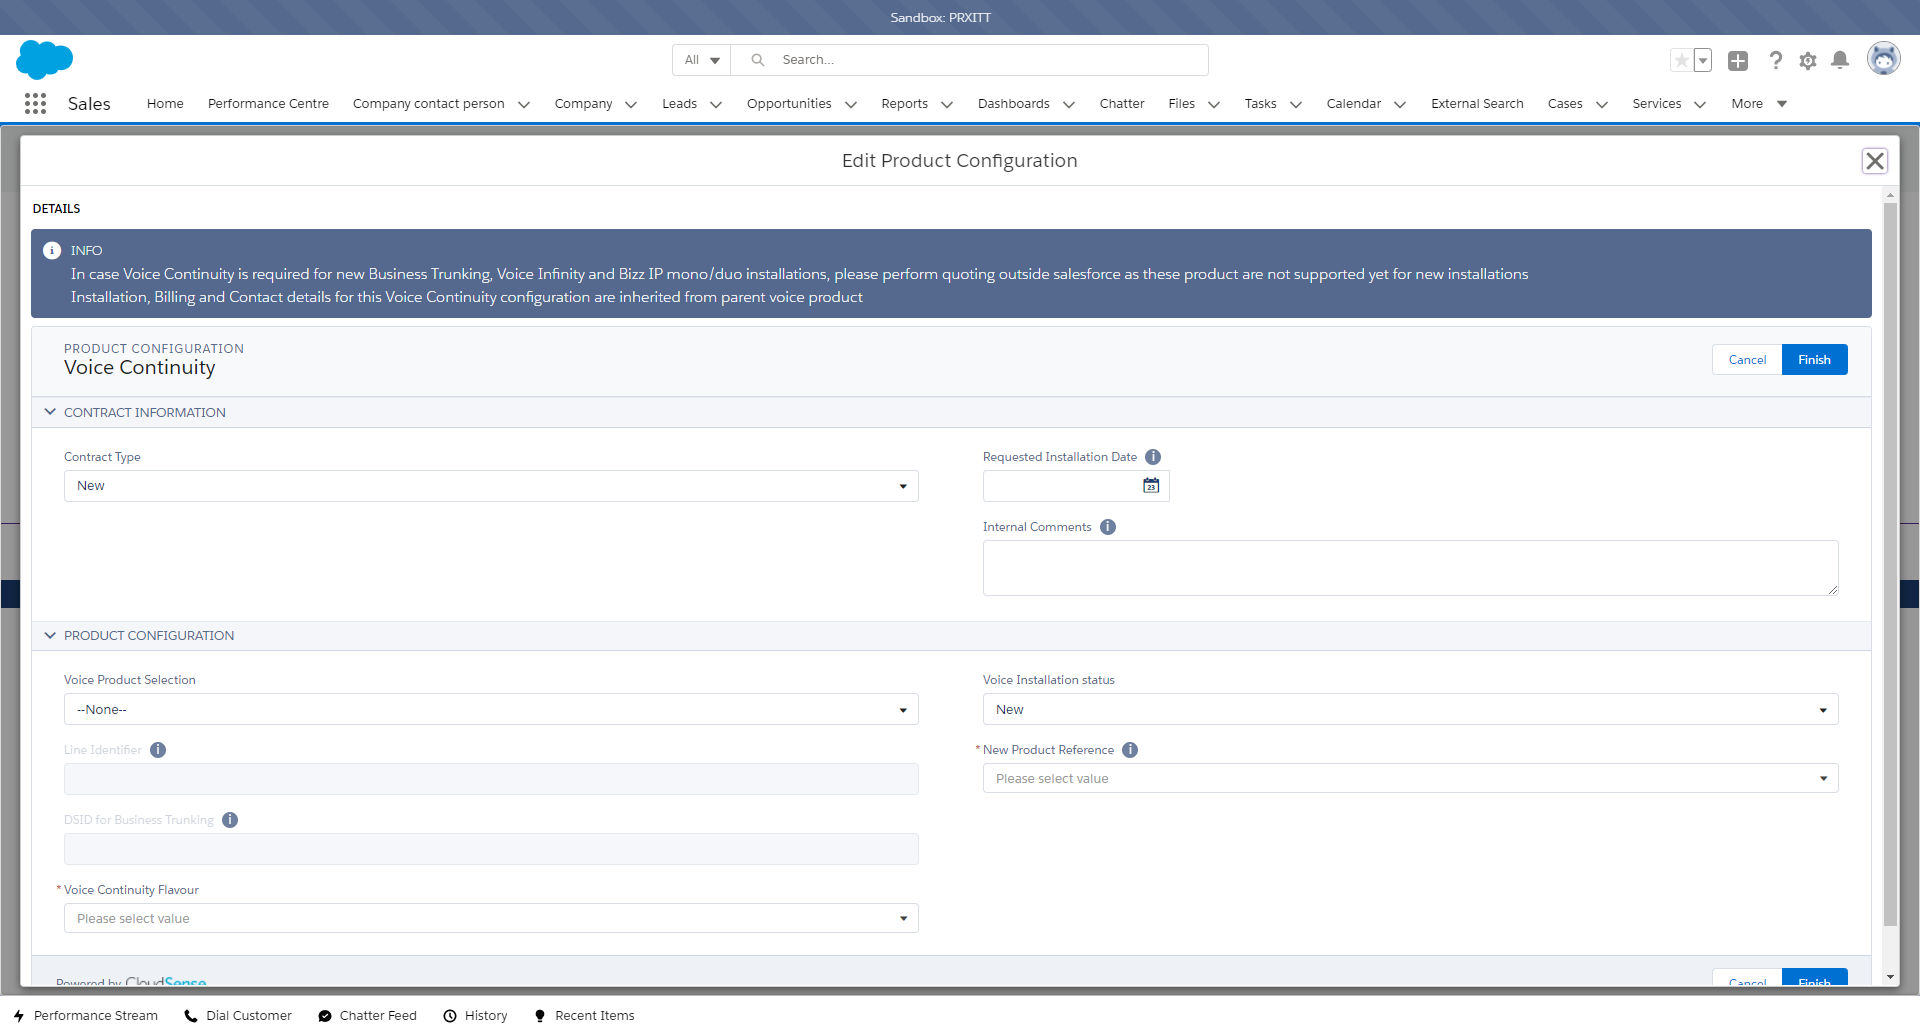 Sandbox: PRXITT
All
Search...
Sales
Home
Performance Centre
Company contact person
Company
Leads
Opportunities
Reports
Dashboards
Chatter
Files
Tasks
Calendar
External Search
Cases
Services
More
Edit Product Configuration
DETAILS
INFO
In case Voice Continuity is required for new Business Trunking, Voice Infinity and Bizz IP mono/duo installations, please perform quoting outside salesforce as these product are not supported yet for new installations
Installation, Billing and Contact details for this Voice Continuity configuration are inherited from parent voice product
PRODUCT CONFIGURATION
Voice Continuity
Cancel
Finish
CONTRACT INFORMATION
Contract Type
New
Requested Installation Date
23
Internal Comments
PRODUCT CONFIGURATION
Voice Product Selection
--None--
Voice Installation status
New
Line Identifier
* New Product Reference
Please select value
DSID for Business Trunking
* Voice Continuity Flavour
Please select value
Powered by CloudSense
Cancel
Finish
Performance Stream
Dial Customer
Chatter Feed
History
Recent Items